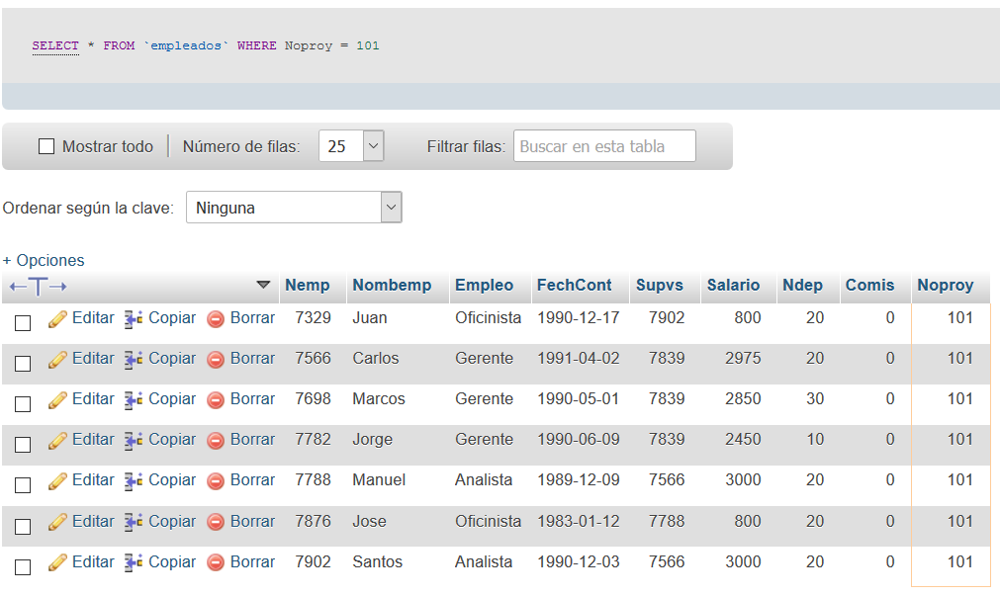 SELECT * FROM `empleados` WHERE Noproy = 101
Mostrar todo Número de filas: 25 Filtrar filas: Buscar en esta tabla
Ordenar según la clave: Ninguna
+ Opciones
←T→ Nemp Nombemp Empleo FechCont Supvs Salario Ndep Comis Noproy
Editar Copiar Borrar 7329 Juan Oficinista 1990-12-17 7902 800 20 0 101
Editar Copiar Borrar 7566 Carlos Gerente 1991-04-02 7839 2975 20 0 101
Editar Copiar Borrar 7698 Marcos Gerente 1990-05-01 7839 2850 30 0 101
Editar Copiar Borrar 7782 Jorge Gerente 1990-06-09 7839 2450 10 0 101
Editar Copiar Borrar 7788 Manuel Analista 1989-12-09 7566 3000 20 0 101
Editar Copiar Borrar 7876 Jose Oficinista 1983-01-12 7788 800 20 0 101
Editar Copiar Borrar 7902 Santos Analista 1990-12-03 7566 3000 20 0 101